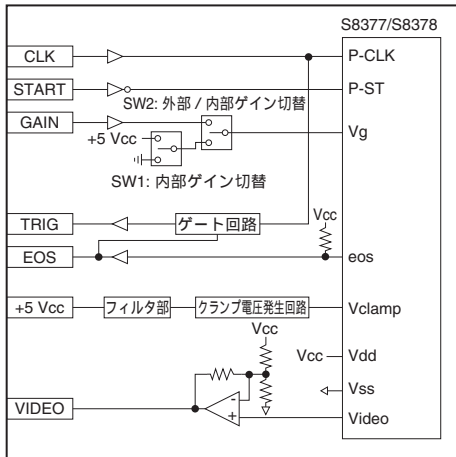 S8377/S8378
CLK
P-CLK
START
P-ST
SW2: 外部 / 内部ゲイン切替
GAIN
+5 Vcc
Vg
SW1: 内部ゲイン切替
TRIG
ゲート回路
Vcc
EOS
eos
+5 Vcc
フィルタ部
クランプ電圧発生回路
Vclamp
Vcc
Vcc
Vdd
Vss
-
+
VIDEO
Video